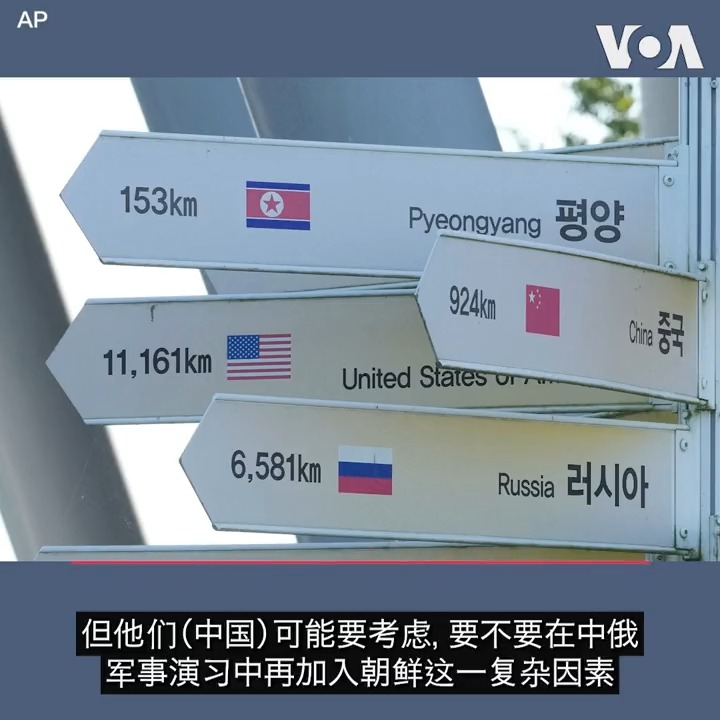 AP
VOA
153km Pyeongyang 평양
924km China 중국
11,161km United States of
6,581km Russia 러시아
但他们(中国)可能要考虑, 要不要在中俄
军事演习中再加入朝鲜这一复杂因素